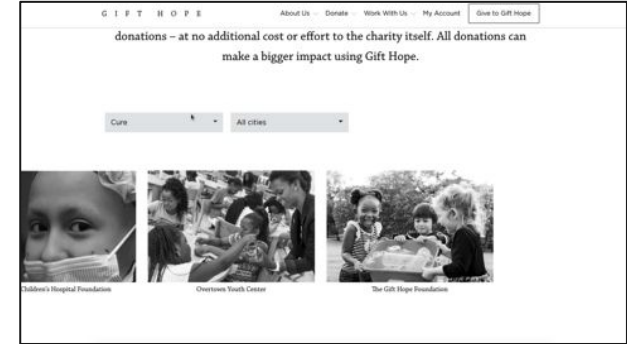 GIFT HOPE
About Us
Donate
Work With Us
My Account
Give to Gift Hope
donations – at no additional cost or effort to the charity itself. All donations can
make a bigger impact using Gift Hope.
Cure
All cities
Children's Hospital Foundation
Overtown Youth Center
The Gift Hope Foundation